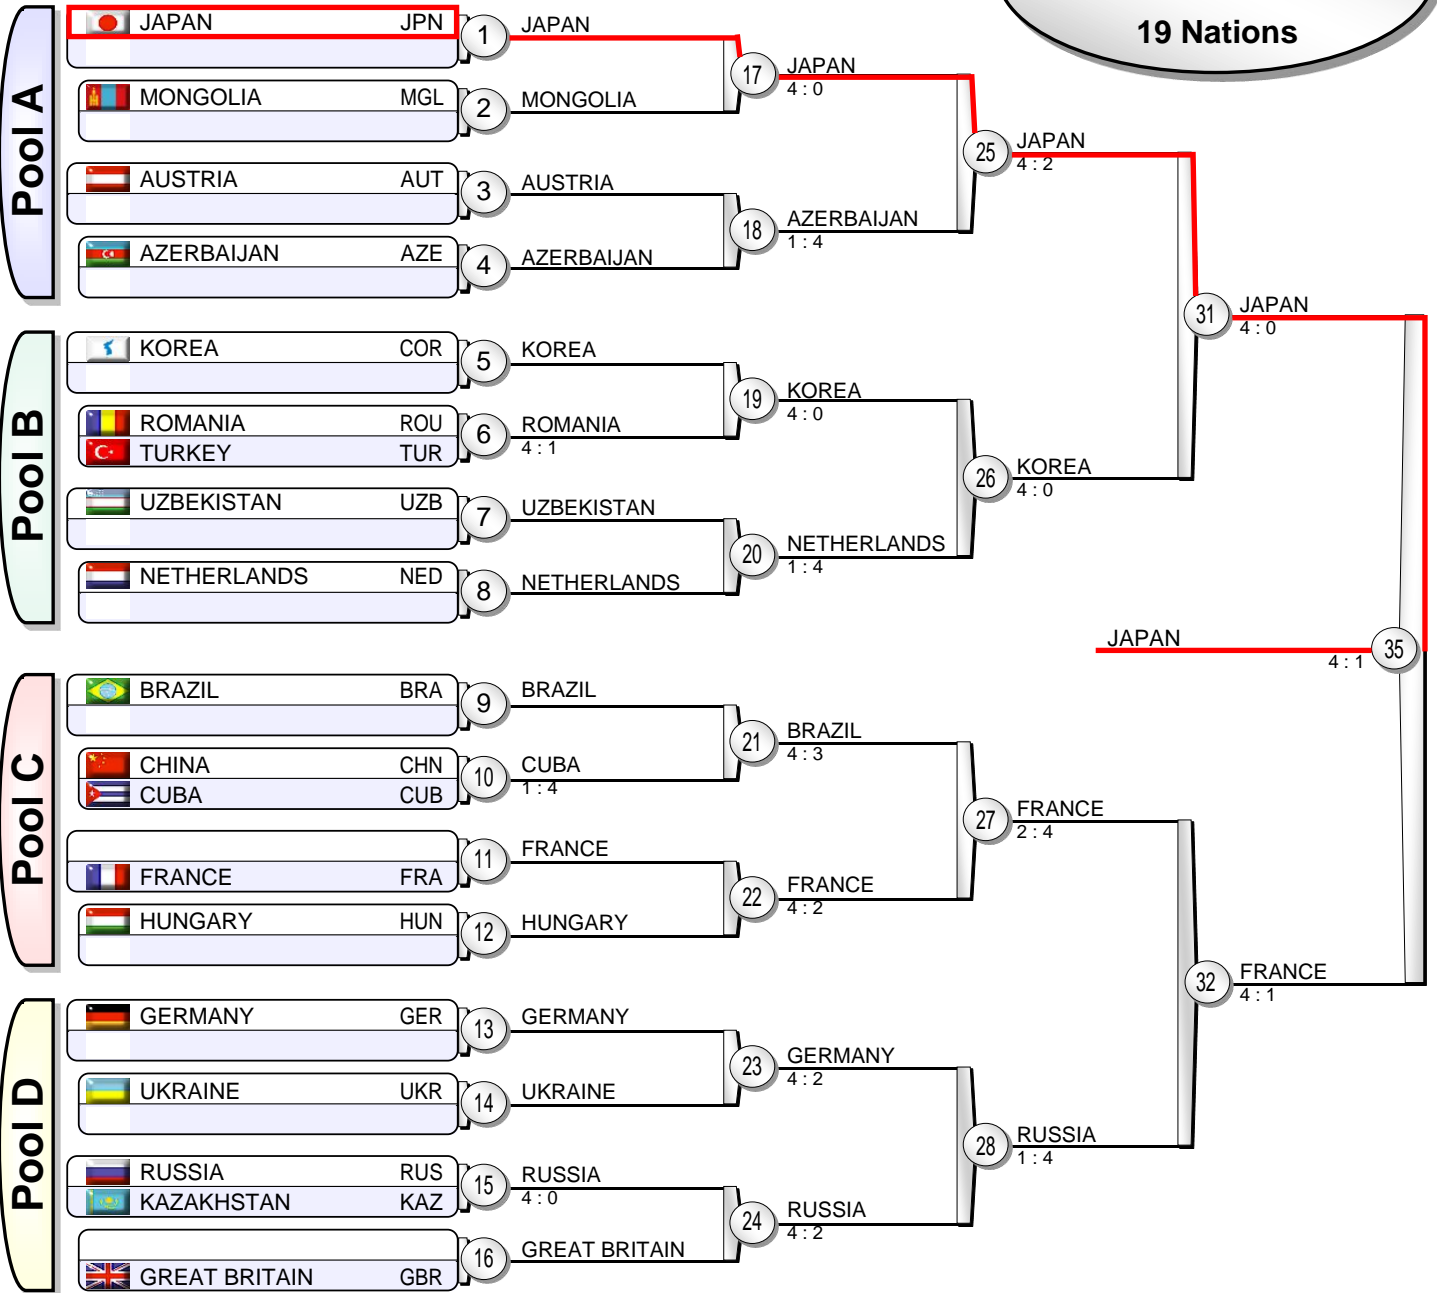 19 Nations
Pool A
JAPAN JPN
1
JAPAN
MONGOLIA MGL
2
MONGOLIA
17
JAPAN
4 : 0
AUSTRIA AUT
3
AUSTRIA
AZERBAIJAN AZE
4
AZERBAIJAN
18
AZERBAIJAN
1 : 4
25
JAPAN
4 : 2
Pool B
KOREA COR
5
KOREA
ROMANIA ROU
TURKEY TUR
6
ROMANIA
4 : 1
19
KOREA
4 : 0
UZBEKISTAN UZB
7
UZBEKISTAN
NETHERLANDS NED
8
NETHERLANDS
20
NETHERLANDS
1 : 4
26
KOREA
4 : 0
31
JAPAN
4 : 0
JAPAN
4 : 1
35
Pool C
BRAZIL BRA
9
BRAZIL
CHINA CHN
CUBA CUB
10
CUBA
1 : 4
21
BRAZIL
4 : 3
FRANCE FRA
11
FRANCE
HUNGARY HUN
12
HUNGARY
22
FRANCE
4 : 2
27
FRANCE
2 : 4
Pool D
GERMANY GER
13
GERMANY
UKRAINE UKR
14
UKRAINE
23
GERMANY
4 : 2
RUSSIA RUS
KAZAKHSTAN KAZ
15
RUSSIA
4 : 0
GREAT BRITAIN GBR
16
GREAT BRITAIN
24
RUSSIA
4 : 2
28
RUSSIA
1 : 4
32
FRANCE
4 : 1